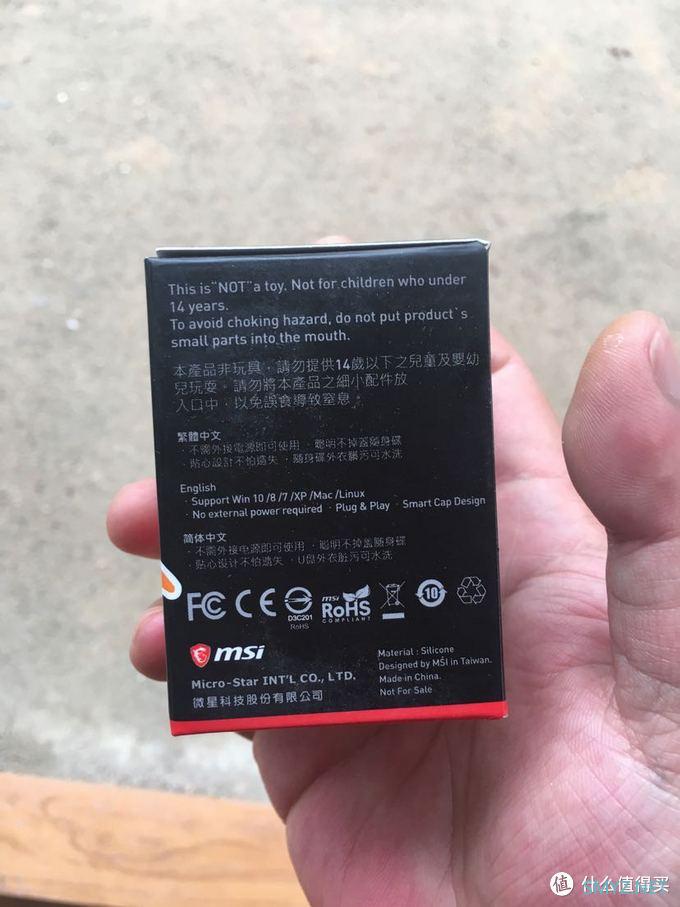 This is"NOT"a toy. Not for children who under
14 years.
To avoid choking hazard, do not put product`s
small parts into the mouth.
本產品非玩具，請勿提供14歲以下之兒童及嬰幼
兒玩耍。請勿將本產品之細小配件放
入口中，以免誤食導致窒息。
繁體中文
· 不需外接電源即可使用 · 聰明不掉蓋隨身碟
· 貼心設計不怕遺失 · 隨身碟外衣髒污可水洗
English
· Support Win 10 /8 /7 /XP /Mac /Linux
· No external power required · Plug & Play · Smart Cap Design
简体中文
· 不需外接电源即可使用 · 聪明不掉盖随身碟
· 贴心设计不怕遗失 · U盘外衣脏污可水洗
FC CE
D3C201
RoHS
msi
RoHS
COMPLIANT
10
msi
Micro-Star INT'L CO., LTD.
微星科技股份有限公司
Material : Silicone
Designed by MSI in Taiwan.
Made in China.
Not For Sale
值 什么值得买